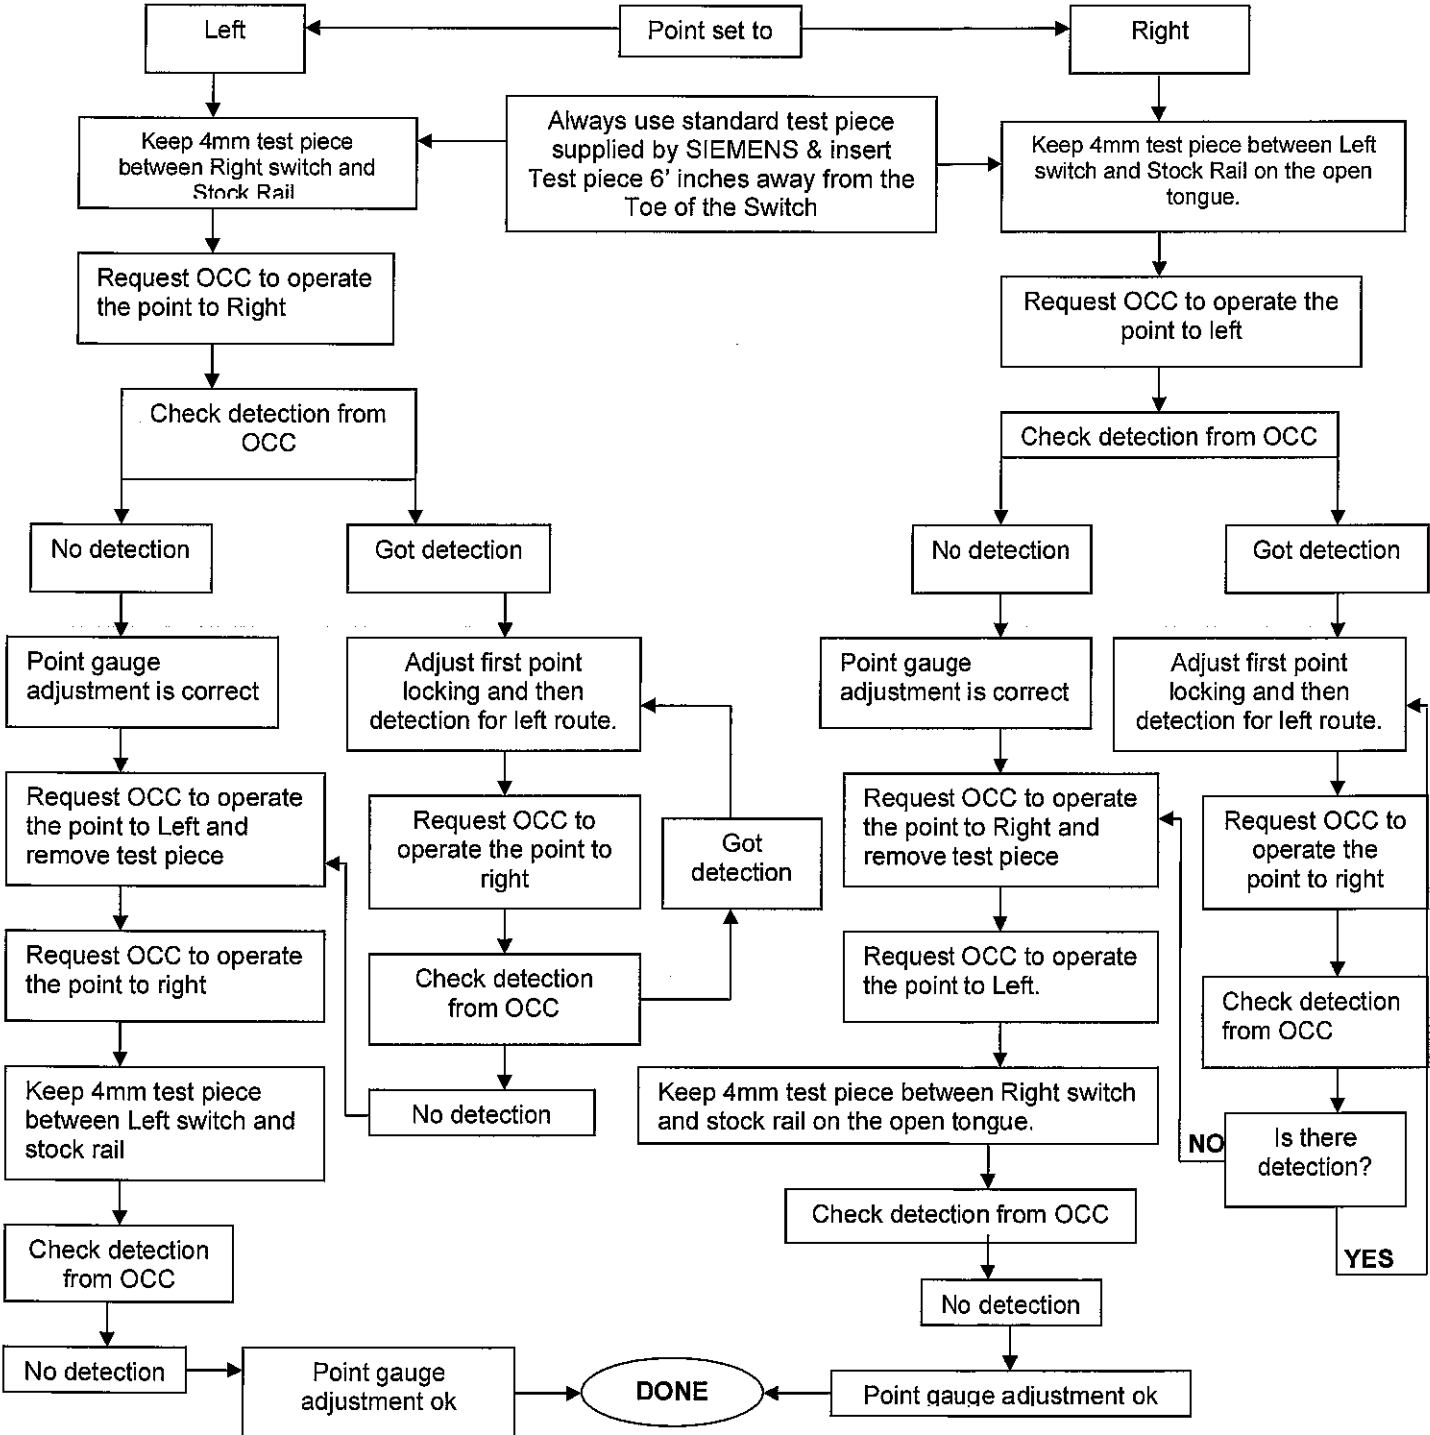 Left
Point set to
Right
Keep 4mm test piece
between Right switch and
Stock Rail
Always use standard test piece
supplied by SIEMENS & insert
Test piece 6' inches away from the
Toe of the Switch
Keep 4mm test piece between Left
switch and Stock Rail on the open
tongue.
Request OCC to operate
the point to Right
Request OCC to operate the
point to left
Check detection from
OCC
Check detection from OCC
No detection
Got detection
No detection
Got detection
Point gauge
adjustment is correct
Adjust first point
locking and then
detection for left route.
Point gauge
adjustment is correct
Adjust first point
locking and then
detection for left route.
Request OCC to operate
the point to Left and
remove test piece
Request OCC to
operate the point to
right
Got
detection
Request OCC to operate
the point to Right and
remove test piece
Request OCC to
operate the
point to right
Request OCC to operate
the point to right
Check detection
from OCC
Request OCC to operate
the point to Left.
Check detection
from OCC
Keep 4mm test piece
between Left switch and
stock rail
No detection
Keep 4mm test piece between Right switch
and stock rail on the open tongue.
NO
Is there
detection?
Check detection
from OCC
Check detection from OCC
YES
No detection
No detection
Point gauge
adjustment ok
DONE
Point gauge adjustment ok